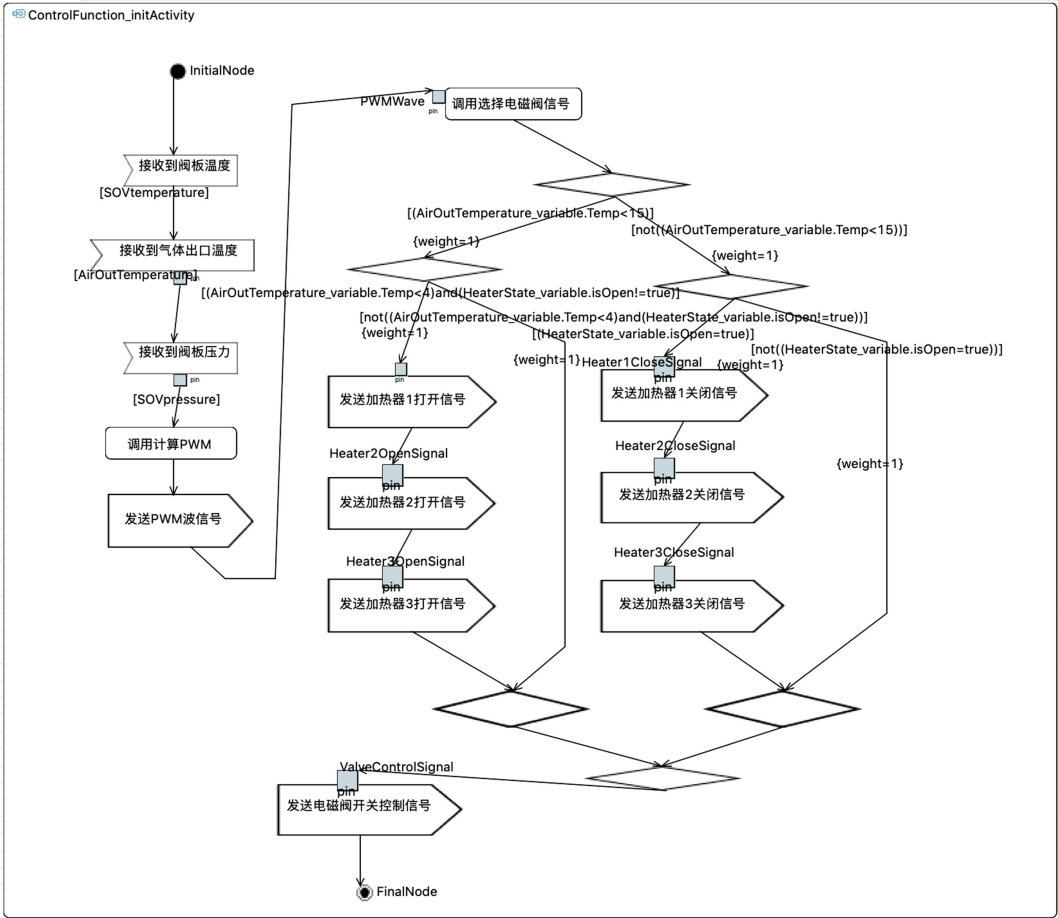 ControlFunction_initActivity
InitialNode
接收到阀板温度
[SOVtemperature]
接收到气体出口温度
[AirOutTemperature]
pin
接收到阀板压力
pin
[SOVpressure]
调用计算PWM
发送PWM波信号
PWMWave
pin
调用选择电磁阀信号
[(AirOutTemperature_variable.Temp<15)]
{weight=1}
[not((AirOutTemperature_variable.Temp<15))]
{weight=1}
[(AirOutTemperature_variable.Temp<4)and(HeaterState_variable.isOpen!=true)]
{weight=1}
[not((AirOutTemperature_variable.Temp<4)and(HeaterState_variable.isOpen!=true))]
{weight=1}
[(HeaterState_variable.isOpen=true)]
{weight=1}
[not((HeaterState_variable.isOpen=true))]
{weight=1}
pin
发送加热器1打开信号
Heater2OpenSignal
pin
发送加热器2打开信号
Heater3OpenSignal
pin
发送加热器3打开信号
Heater1CloseSignal
pin
发送加热器1关闭信号
Heater2CloseSignal
pin
发送加热器2关闭信号
Heater3CloseSignal
pin
发送加热器3关闭信号
ValveControlSignal
pin
发送电磁阀开关控制信号
FinalNode